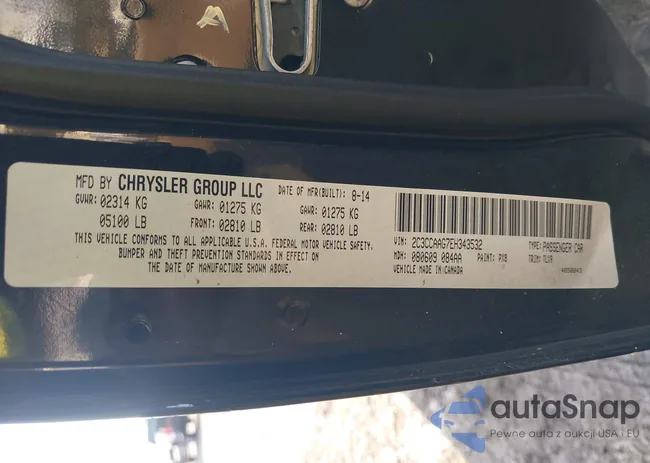 A
MFD BY CHRYSLER GROUP LLC DATE OF MFR(BUILT): 8-14
GVWR: 02314 KG GAWR: 01275 KG GAWR: 01275 KG
05100 LB FRONT: 02810 LB REAR: 02810 LB
THIS VEHICLE CONFORMS TO ALL APPLICABLE U.S.A. FEDERAL MOTOR VEHICLE SAFETY,
BUMPER AND THEFT PREVENTION STANDARDS IN EFFECT ON
THE DATE OF MANUFACTURE SHOWN ABOVE.
VIN: 2C3CCAAG7EH343532 TYPE: PASSENGER CAR
MDH: 080609 084AA PAINT: PX8 TRIM: MLX9
VEHICLE MADE IN CANADA
autoSnap
Pewne auta z aukcji USA i EU